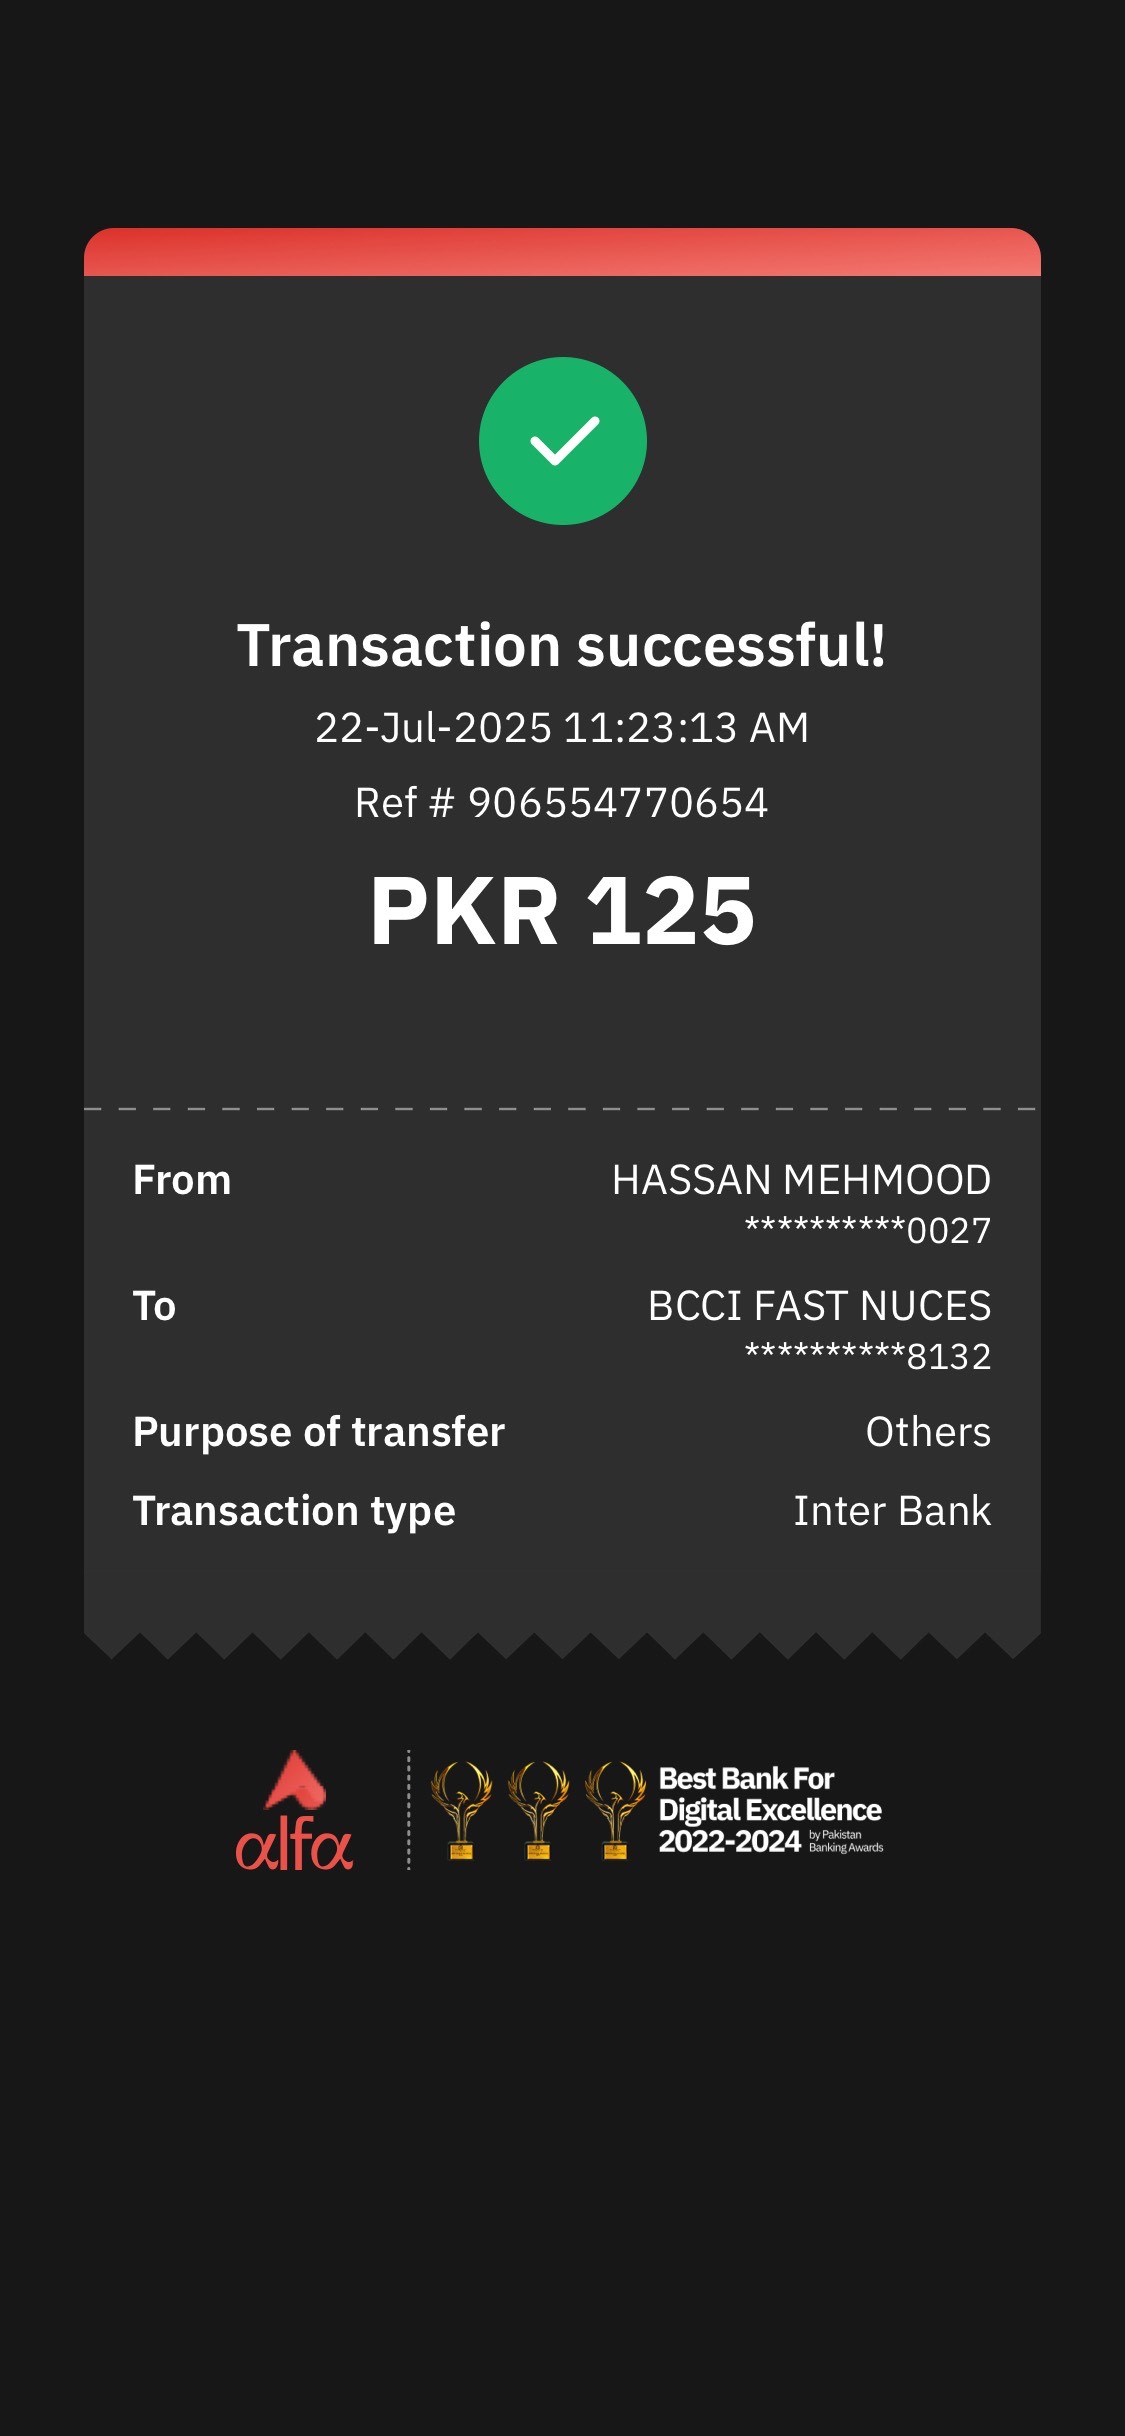 Transaction successful!
22-Jul-2025 11:23:13 AM
Ref # 906554770654
PKR 125
From HASSAN MEHMOOD
**********0027
To BCCI FAST NUCES
**********8132
Purpose of transfer Others
Transaction type Inter Bank
alfa
Best Bank For
Digital Excellence
2022-2024 by Pakistan
Banking Awards